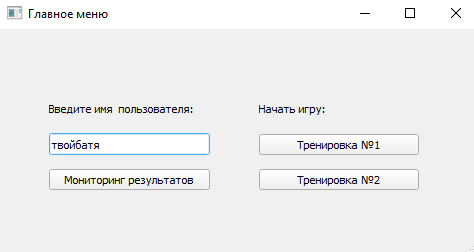 Главное меню
Введите имя  пользователя:
Начать игру:
твойбатя
Тренировка №1
Мониторинг результатов
Тренировка №2